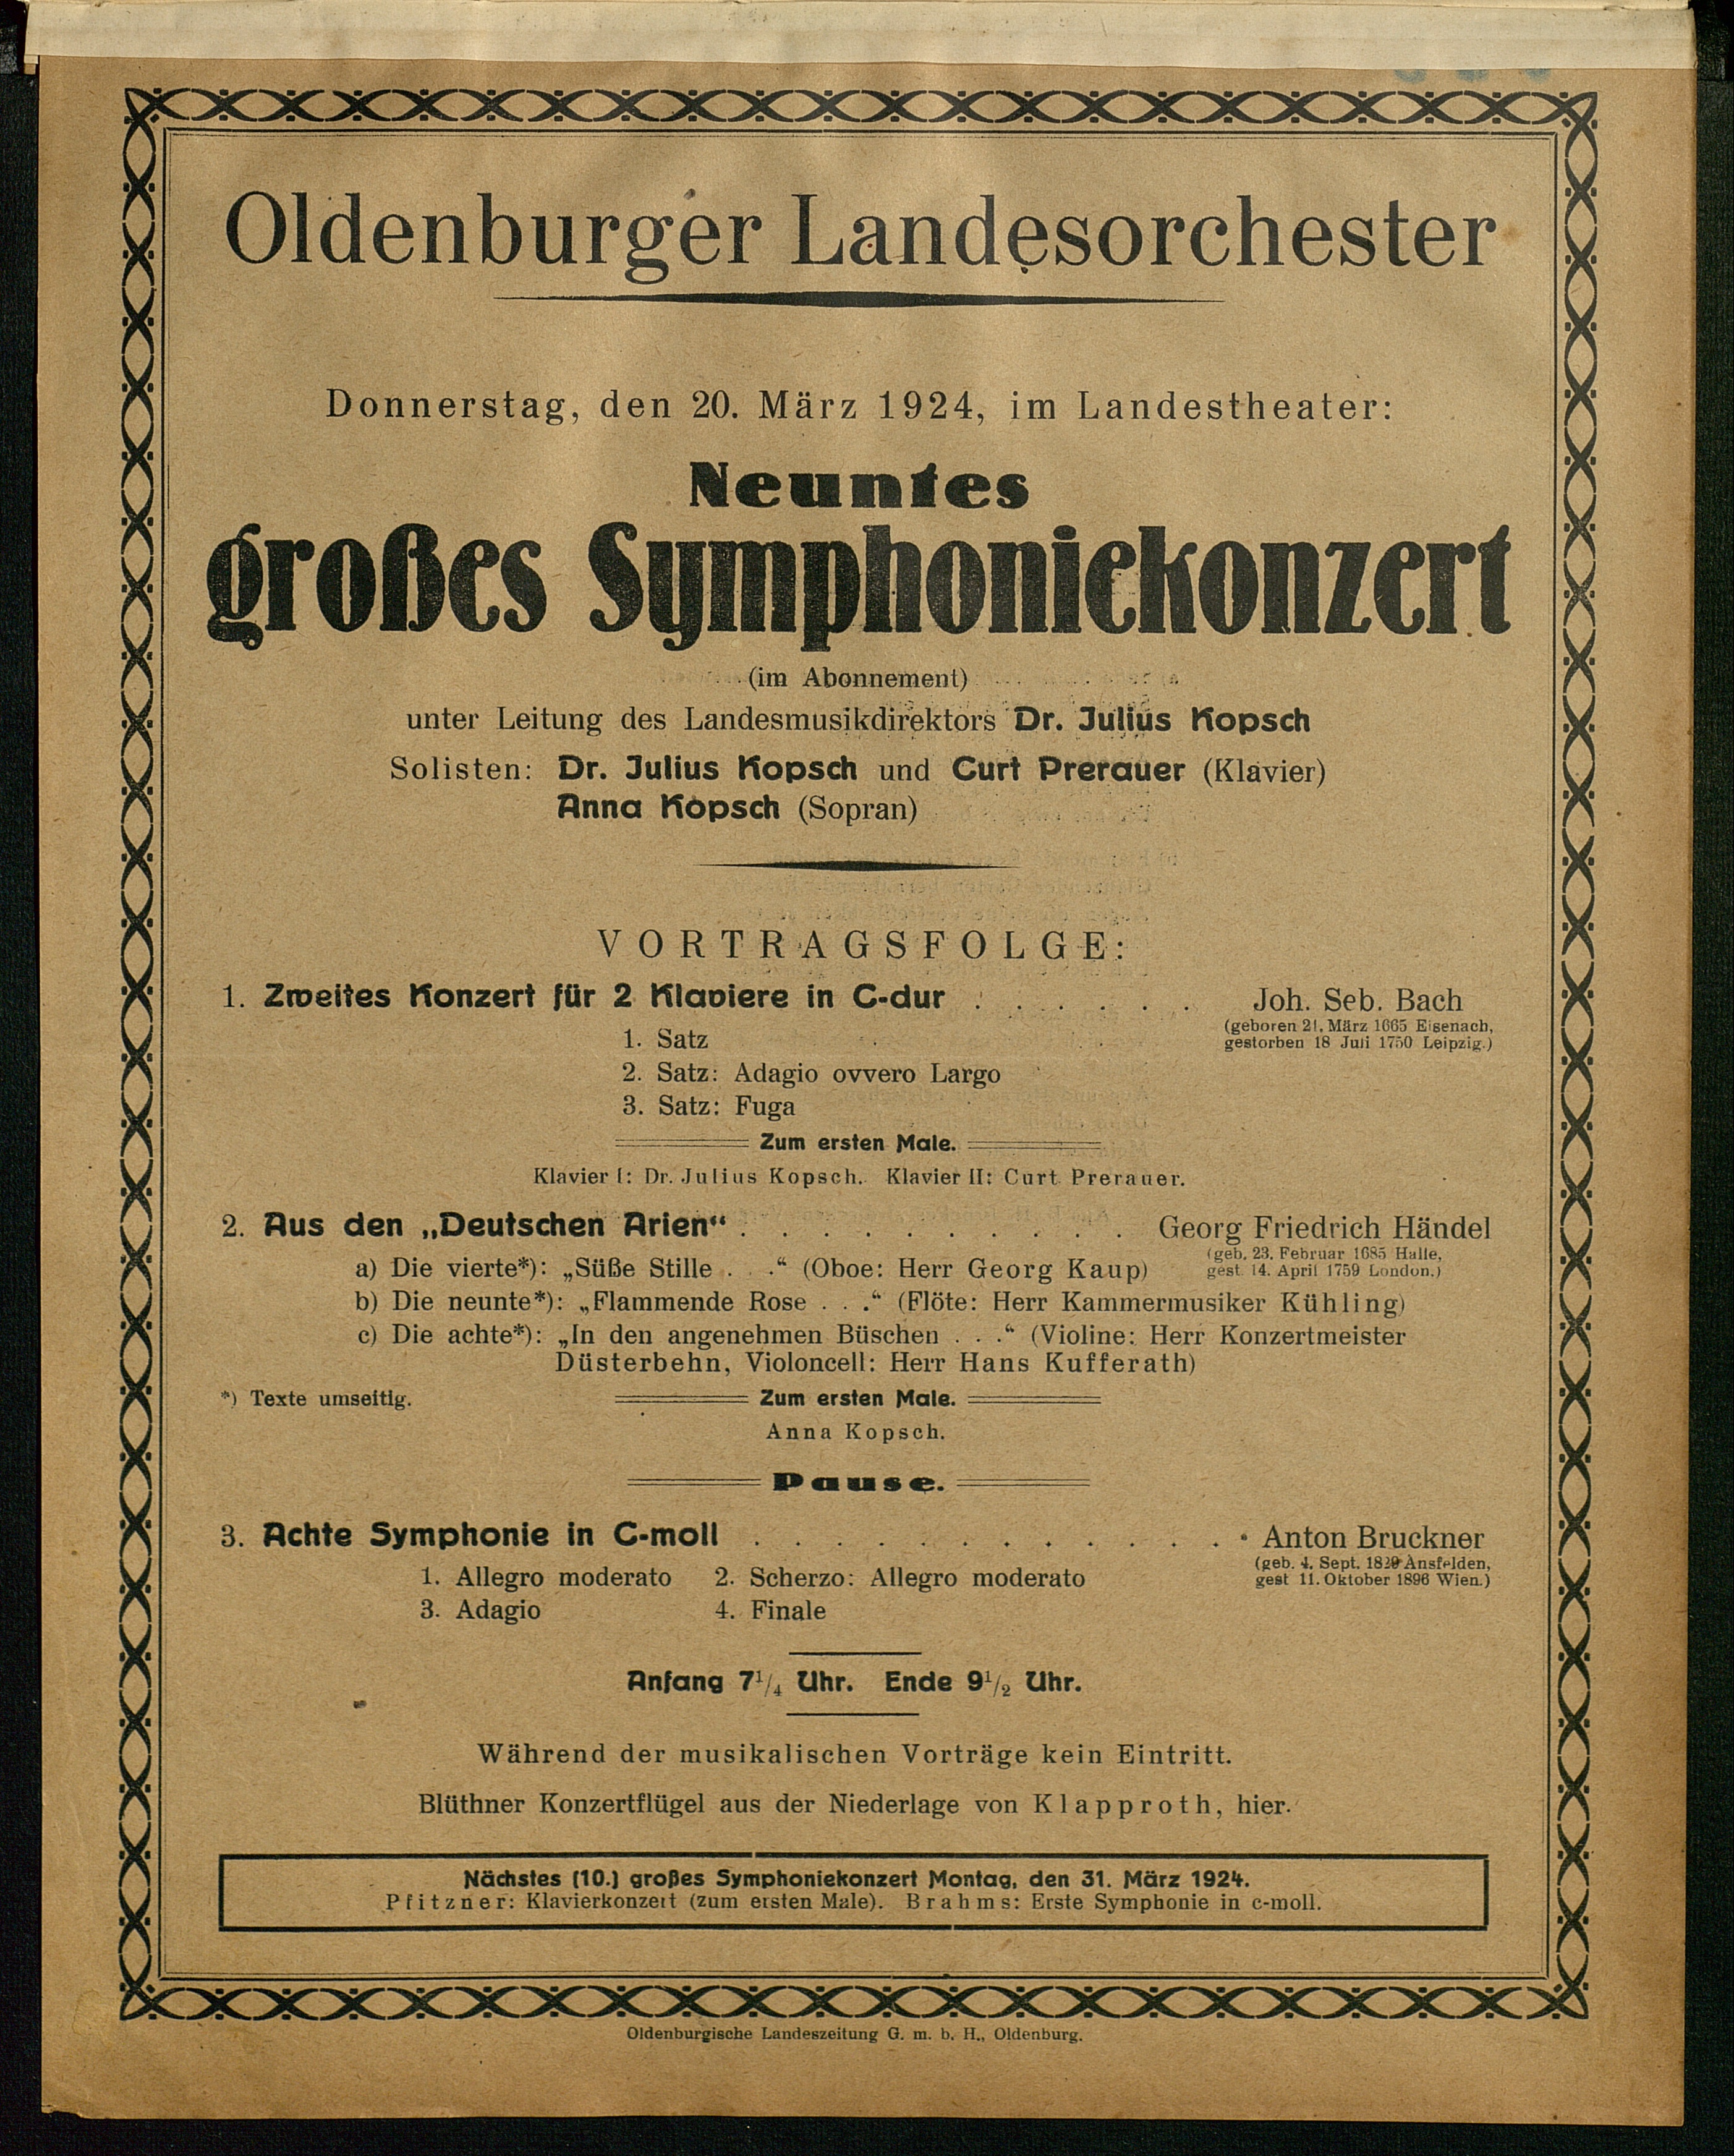 Oldenburger Landesorchester
Donnerstag, den 20. März 1924, im Landestheater:
Neuntes
großes Symphoniekonzert
(im Abonnement)
unter Leitung des Landesmusikdirektors Dr. Julius Kopsch
Solisten: Dr. Julius Kopsch und Curt Prerauer (Klavier)
Anna Kopsch (Sopran)
VORTRAGSFOLGE:
1. Zweites Konzert für 2 Klaviere in C-dur . . . . . . Joh. Seb. Bach
(geboren 21. März 1665 Eisenach,
gestorben 18 Juli 1750 Leipzig.)
1. Satz
2. Satz: Adagio ovvero Largo
3. Satz: Fuga
Zum ersten Male.
Klavier I: Dr. Julius Kopsch. Klavier II: Curt Prerauer.
2. Aus den „Deutschen Arien“ . . . . . . . . . . Georg Friedrich Händel
(geb. 23. Februar 1685 Halle,
gest. 14. April 1759 London.)
a) Die vierte*): „Süße Stille . . .“ (Oboe: Herr Georg Kaup)
b) Die neunte*): „Flammende Rose . . .“ (Flöte: Herr Kammermusiker Kühling)
c) Die achte*): „In den angenehmen Büschen . . .“ (Violine: Herr Konzertmeister
Düsterbehn, Violoncell: Herr Hans Kufferath)
*) Texte umseitig.
Zum ersten Male.
Anna Kopsch.
Pause.
3. Achte Symphonie in C-moll . . . . . . . . . . . . . Anton Bruckner
(geb. 4. Sept. 1829 Ansfelden,
gest 11. Oktober 1896 Wien.)
1. Allegro moderato 2. Scherzo: Allegro moderato
3. Adagio 4. Finale
Anfang 7¼ Uhr. Ende 9½ Uhr.
Während der musikalischen Vorträge kein Eintritt.
Blüthner Konzertflügel aus der Niederlage von Klapproth, hier.
Nächstes (10.) großes Symphoniekonzert Montag, den 31. März 1924.
Pfitzner: Klavierkonzert (zum ersten Male). Brahms: Erste Symphonie in c-moll.
Oldenburgische Landeszeitung G. m. b. H., Oldenburg.